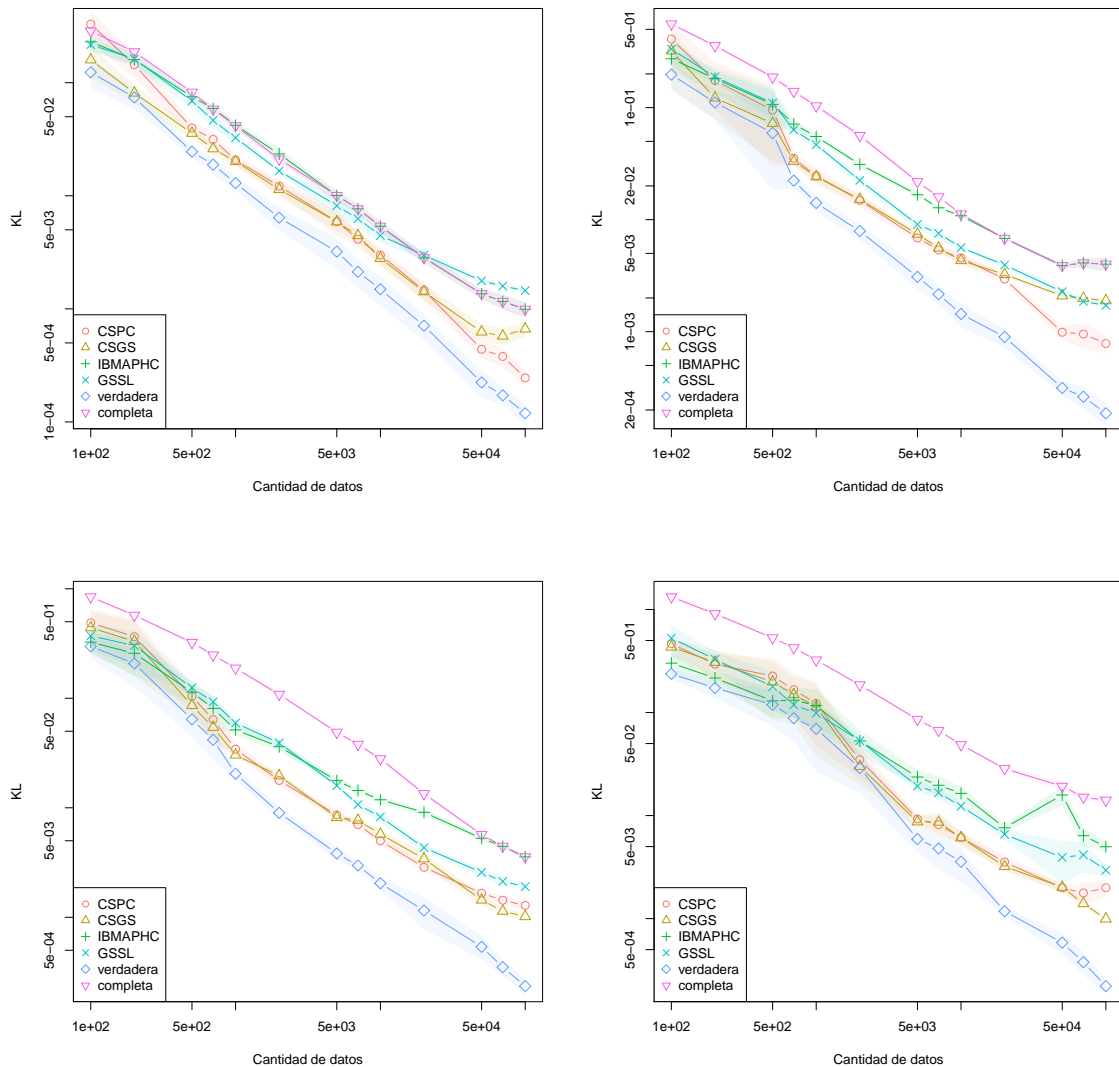 KL
5e-02
5e-03
5e-04
1e-04
CSPC
CSGS
IBMAPHC
GSSL
verdadera
completa
1e+02
5e+02
5e+03
5e+04
Cantidad de datos
KL
5e-01
1e-01
2e-02
5e-03
1e-03
2e-04
CSPC
CSGS
IBMAPHC
GSSL
verdadera
completa
1e+02
5e+02
5e+03
5e+04
Cantidad de datos
KL
5e-01
5e-02
5e-03
5e-04
CSPC
CSGS
IBMAPHC
GSSL
verdadera
completa
1e+02
5e+02
5e+03
5e+04
Cantidad de datos
KL
5e-01
5e-02
5e-03
5e-04
CSPC
CSGS
IBMAPHC
GSSL
verdadera
completa
1e+02
5e+02
5e+03
5e+04
Cantidad de datos